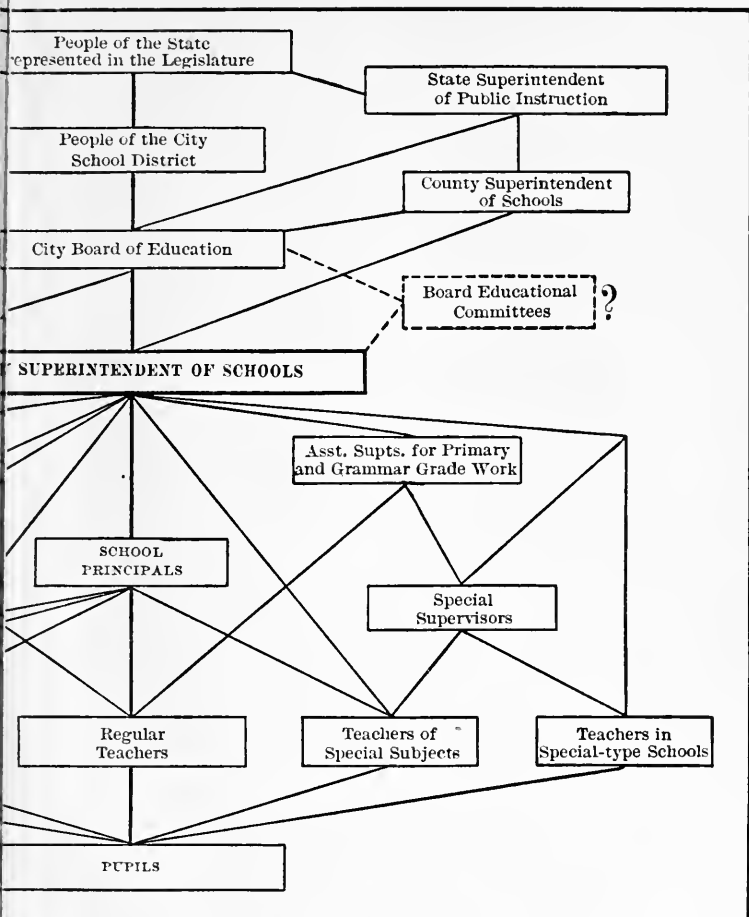 People of the State
represented in the Legislature
State Superintendent
of Public Instruction
People of the City
School District
County Superintendent
of Schools
City Board of Education
Board Educational
Committees
?
SUPERINTENDENT OF SCHOOLS
Asst. Supts. for Primary
and Grammar Grade Work
SCHOOL
PRINCIPALS
Special
Supervisors
Regular
Teachers
Teachers of
Special Subjects
Teachers in
Special-type Schools
PUPILS